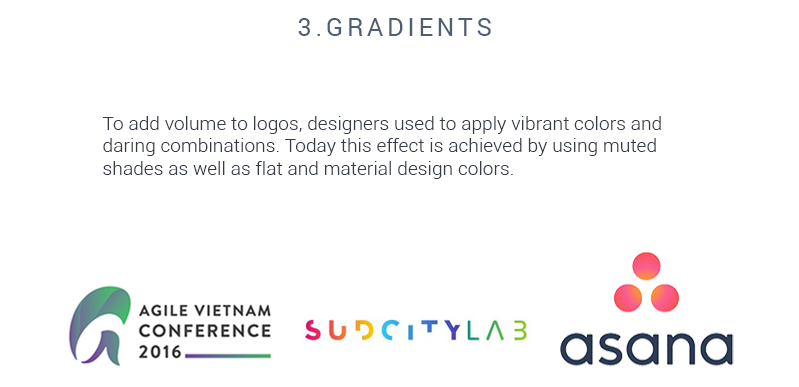 3.GRADIENTS
To add volume to logos, designers used to apply vibrant colors and
daring combinations. Today this effect is achieved by using muted
shades as well as flat and material design colors.
AGILE VIETNAM
CONFERENCE
2016
SUDCITYLAB
asana